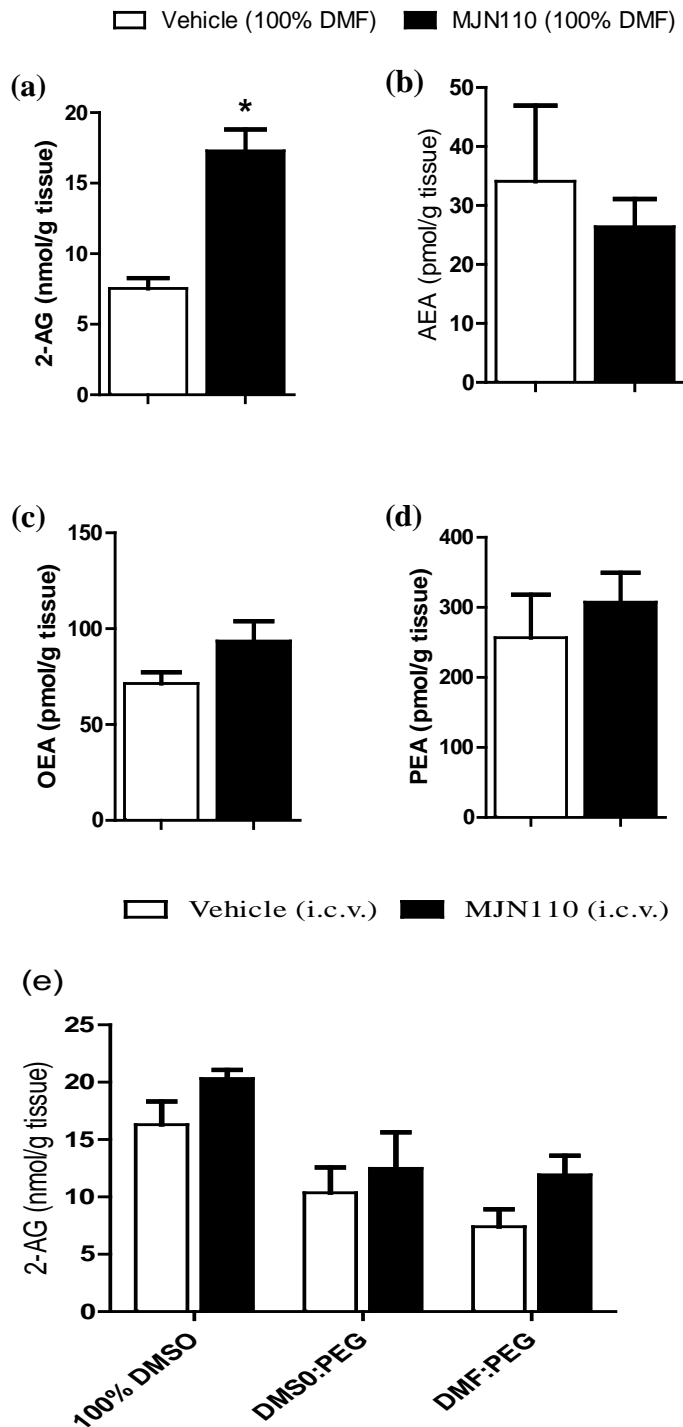 Vehicle (100% DMF) MJN110 (100% DMF)
(a)
2-AG (nmol/g tissue)
20
15
10
5
0
*
(b)
AEA (pmol/g tissue)
50
40
30
20
10
0
(c)
OEA (pmol/g tissue)
150
100
50
0
(d)
PEA (pmol/g tissue)
400
300
200
100
0
Vehicle (i.c.v.) MJN110 (i.c.v.)
(e)
2-AG (nmol/g tissue)
25
20
15
10
5
0
100% DMSO
DMS0:PEG
DMF:PEG